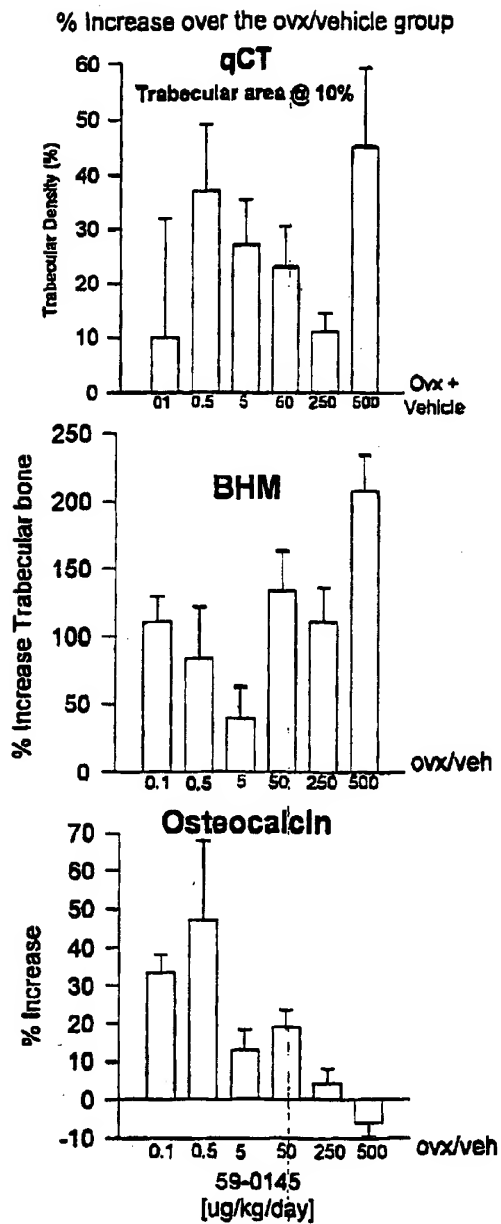 % Increase over the ovx/vehicle group
qCT
Trabecular area @ 10%
Trabecular Density (%)
60
50
40
30
20
10
0
01 0.5 5 60 250 500
Ovx +
Vehicle
BHM
% Increase Trabecular bone
250
200
150
100
50
0
0.1 0.5 5 50 250 500
ovx/veh
Osteocalcin
% Increase
70
60
50
40
30
20
10
0
-10
0.1 0.5 5 50 250 500
ovx/veh
59-0145
[ug/kg/day]